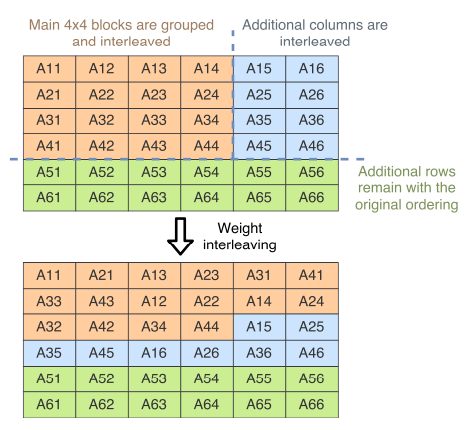 Main 4x4 blocks are grouped and interleaved
Additional columns are interleaved
A11 A12 A13 A14 A15 A16
A21 A22 A23 A24 A25 A26
A31 A32 A33 A34 A35 A36
A41 A42 A43 A44 A45 A46
A51 A52 A53 A54 A55 A56
A61 A62 A63 A64 A65 A66
Additional rows
remain with the
original ordering
Weight
interleaving
A11 A21 A13 A23 A31 A41
A33 A43 A12 A22 A14 A24
A32 A42 A34 A44 A15 A25
A35 A45 A16 A26 A36 A46
A51 A52 A53 A54 A55 A56
A61 A62 A63 A64 A65 A66